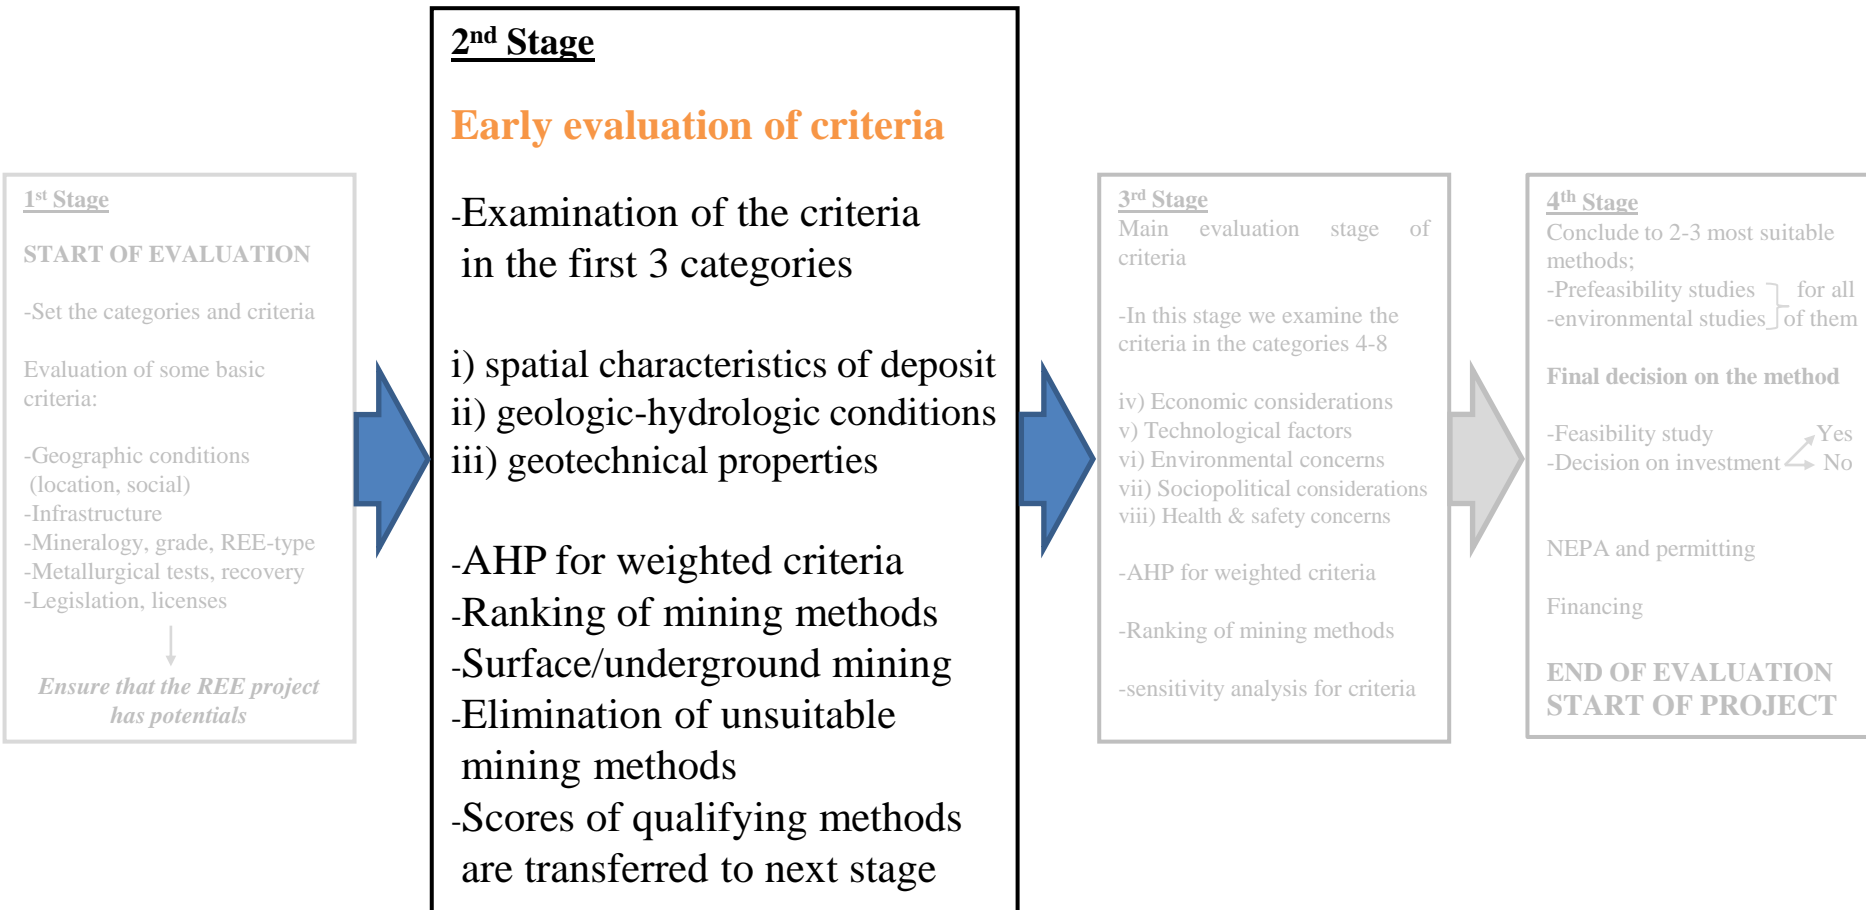 1st Stage
START OF EVALUATION
-Set the categories and criteria
Evaluation of some basic
criteria:
-Geographic conditions
(location, social)
-Infrastructure
-Mineralogy, grade, REE-type
-Metallurgical tests, recovery
-Legislation, licenses
Ensure that the REE project
has potentials
2nd Stage
Early evaluation of criteria
-Examination of the criteria
in the first 3 categories
i) spatial characteristics of deposit
ii) geologic-hydrologic conditions
iii) geotechnical properties
-AHP for weighted criteria
-Ranking of mining methods
-Surface/underground mining
-Elimination of unsuitable
mining methods
-Scores of qualifying methods
are transferred to next stage
3rd Stage
Main evaluation stage of
criteria
-In this stage we examine the
criteria in the categories 4-8
iv) Economic considerations
v) Technological factors
vi) Environmental concerns
vii) Sociopolitical considerations
viii) Health & safety concerns
-AHP for weighted criteria
-Ranking of mining methods
-sensitivity analysis for criteria
4th Stage
Conclude to 2-3 most suitable
methods;
-Prefeasibility studies for all
-environmental studies of them
Final decision on the method
-Feasibility study Yes
-Decision on investment No
NEPA and permitting
Financing
END OF EVALUATION
START OF PROJECT